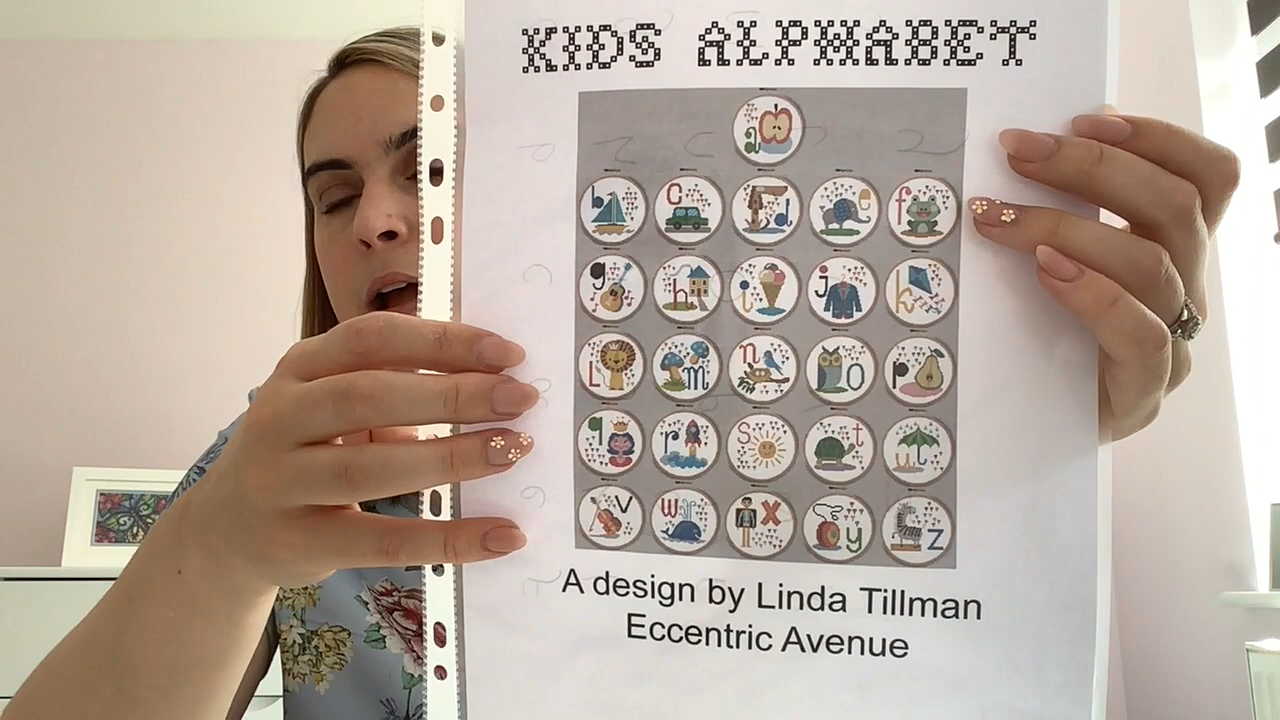 KIDS ALPHABET
a
b c d e f
g h i j k
L m n o p
q r s t u
v w x y z
A design by Linda Tillman
Eccentric Avenue